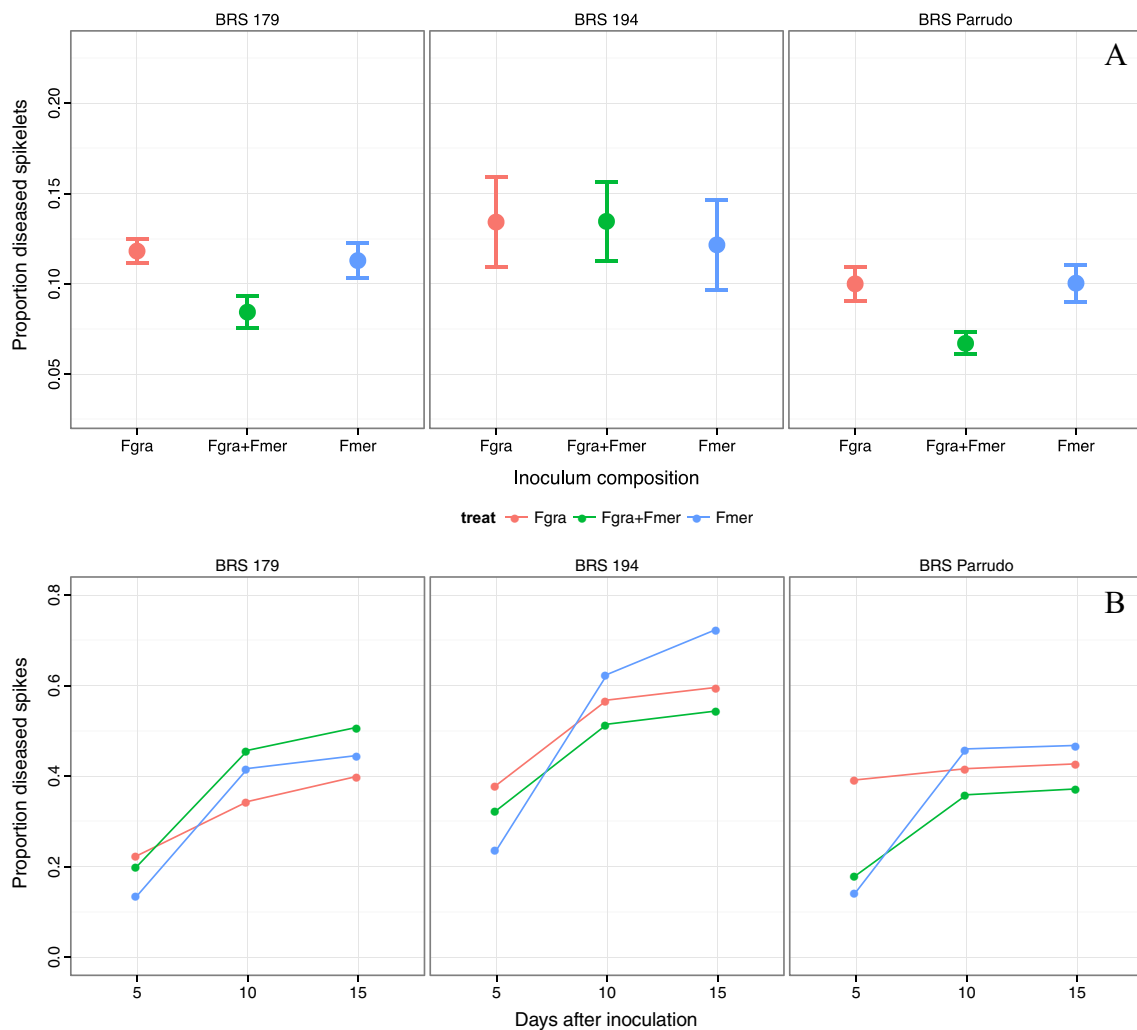 BRS 179 BRS 194 BRS Parrudo
A
Proportion diseased spikelets
0.20
0.15
0.10
0.05
Fgra Fgra+Fmer Fmer Fgra Fgra+Fmer Fmer Fgra Fgra+Fmer Fmer
Inoculum composition
treat Fgra Fgra+Fmer Fmer
BRS 179 BRS 194 BRS Parrudo
B
Proportion diseased spikes
0.8
0.6
0.4
0.2
0.0
5 10 15 5 10 15 5 10 15
Days after inoculation